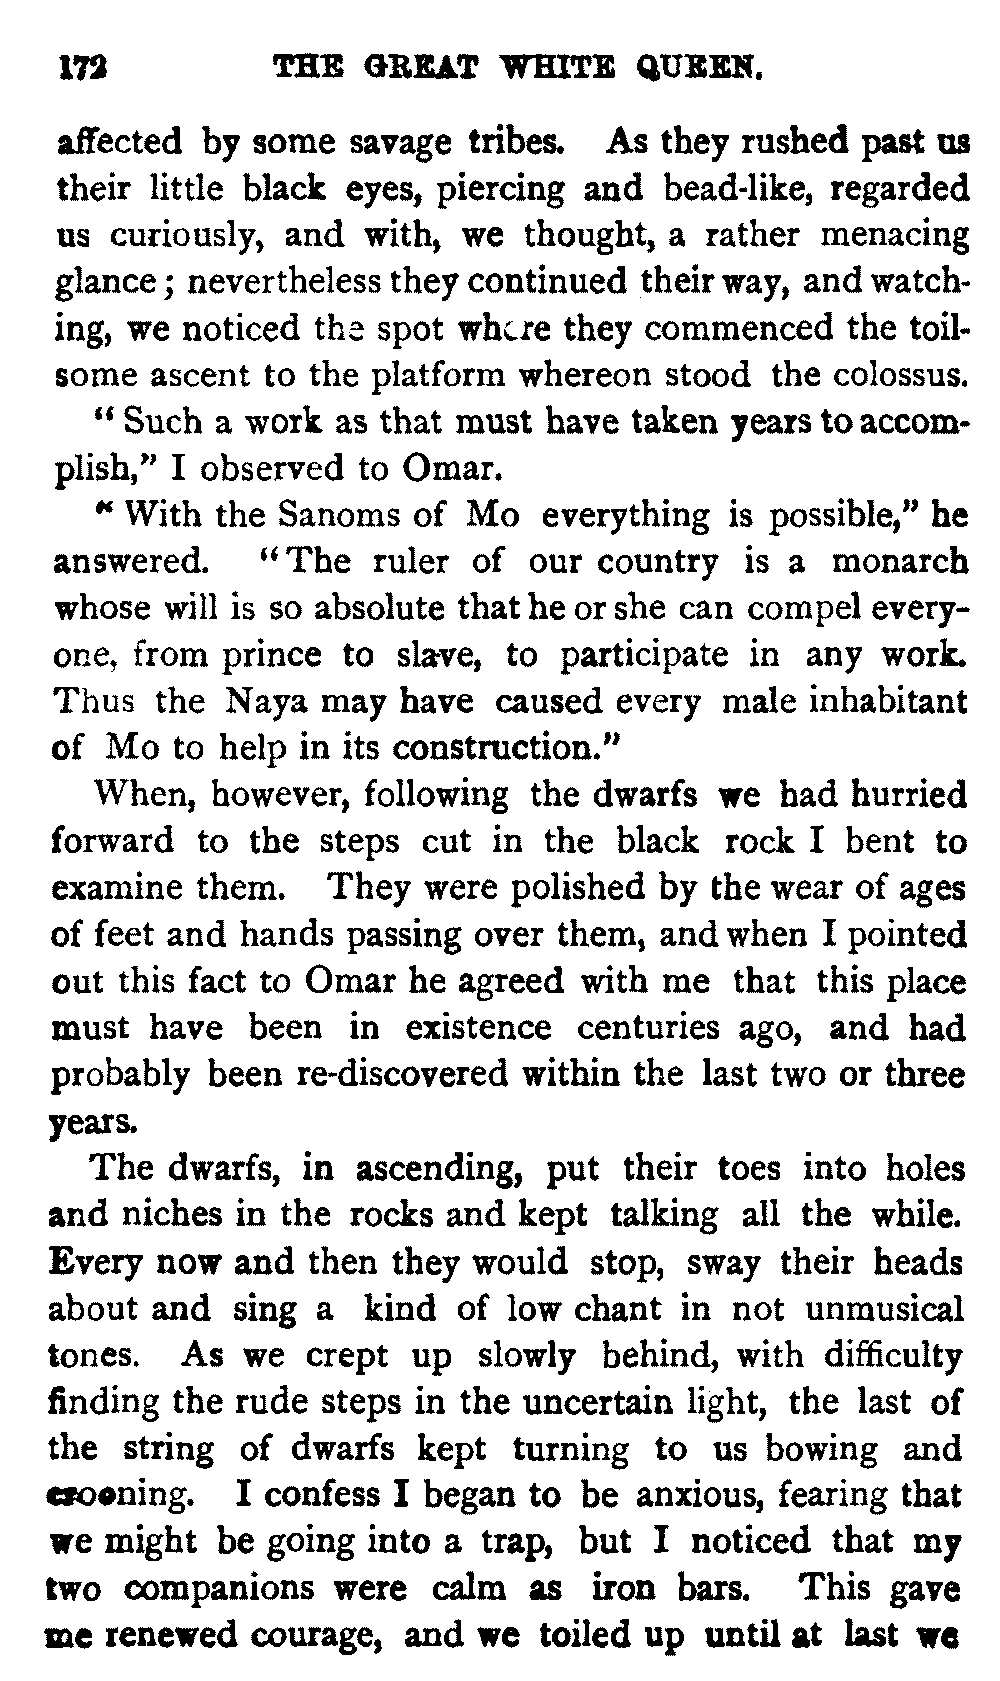 172 THE GREAT WHITE QUEEN.
affected by some savage tribes. As they rushed past us
their little black eyes, piercing and bead-like, regarded
us curiously, and with, we thought, a rather menacing
glance; nevertheless they continued their way, and watch-
ing, we noticed the spot where they commenced the toil-
some ascent to the platform whereon stood the colossus.
“Such a work as that must have taken years to accom-
plish,” I observed to Omar.
“With the Sanoms of Mo everything is possible,” he
answered. “The ruler of our country is a monarch
whose will is so absolute that he or she can compel every-
one, from prince to slave, to participate in any work.
Thus the Naya may have caused every male inhabitant
of Mo to help in its construction.”
When, however, following the dwarfs we had hurried
forward to the steps cut in the black rock I bent to
examine them. They were polished by the wear of ages
of feet and hands passing over them, and when I pointed
out this fact to Omar he agreed with me that this place
must have been in existence centuries ago, and had
probably been re-discovered within the last two or three
years.
The dwarfs, in ascending, put their toes into holes
and niches in the rocks and kept talking all the while.
Every now and then they would stop, sway their heads
about and sing a kind of low chant in not unmusical
tones. As we crept up slowly behind, with difficulty
finding the rude steps in the uncertain light, the last of
the string of dwarfs kept turning to us bowing and
crooning. I confess I began to be anxious, fearing that
we might be going into a trap, but I noticed that my
two companions were calm as iron bars. This gave
me renewed courage, and we toiled up until at last we